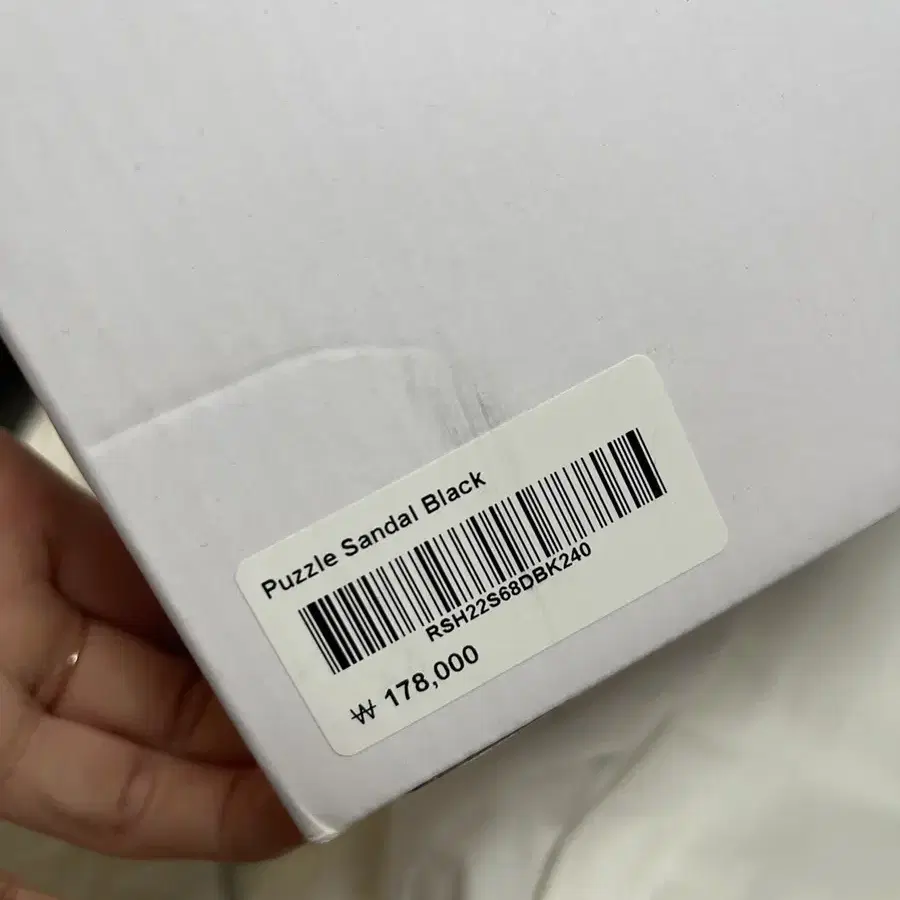 Puzzle Sandal Black
RSH22S68DBK240
₩ 178,000